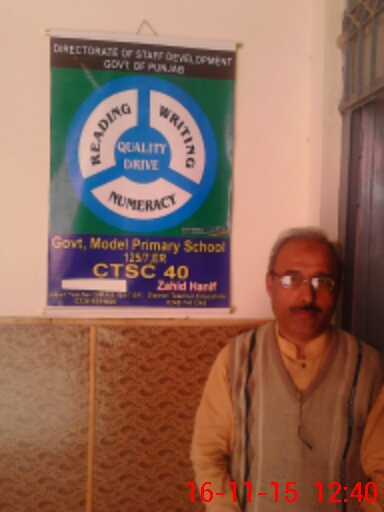 DIRECTORATE OF STAFF DEVELOPMENT
GOVT OF PUNJAB
READING
WRITING
QUALITY
DRIVE
NUMERACY
Govt, Model Primary School
125/7.ER
CTSC 40
Zahid Hanif
16-11-15 12:40